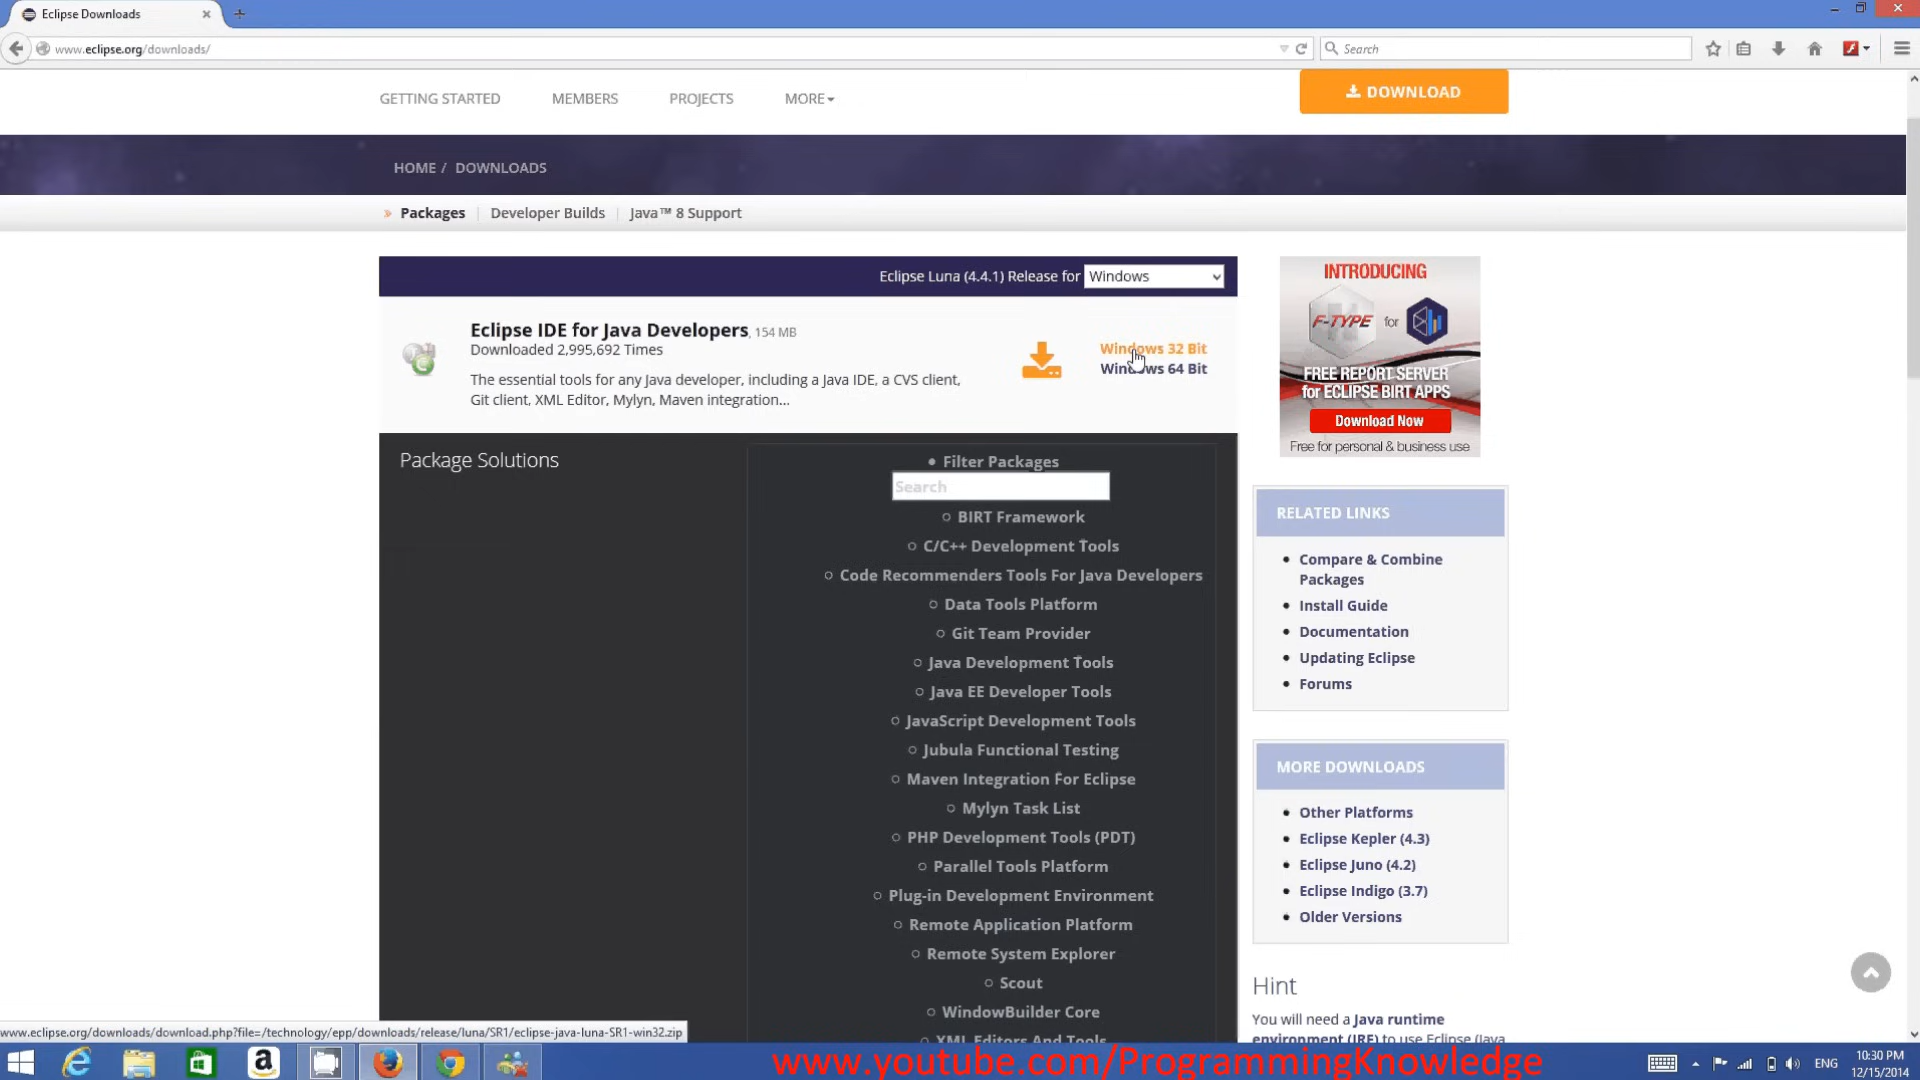 Eclipse Downloads
www.eclipse.org/downloads/
Search
GETTING STARTED
MEMBERS
PROJECTS
MORE
DOWNLOAD
HOME / DOWNLOADS
Packages
Developer Builds
Java™ 8 Support
Eclipse Luna (4.4.1) Release for
Windows
Eclipse IDE for Java Developers, 154 MB
Downloaded 2,995,692 Times
The essential tools for any Java developer, including a Java IDE, a CVS client,
Git client, XML Editor, Mylyn, Maven integration...
Windows 32 Bit
Windows 64 Bit
Package Solutions
Filter Packages
Search
BIRT Framework
C/C++ Development Tools
Code Recommenders Tools For Java Developers
Data Tools Platform
Git Team Provider
Java Development Tools
Java EE Developer Tools
JavaScript Development Tools
Jubula Functional Testing
Maven Integration For Eclipse
Mylyn Task List
PHP Development Tools (PDT)
Parallel Tools Platform
Plug-in Development Environment
Remote Application Platform
Remote System Explorer
Scout
WindowBuilder Core
XML Editors And Tools
INTRODUCING
F-TYPE for
FREE REPORT SERVER
for ECLIPSE BIRT APPS
Download Now
Free for personal & business use
RELATED LINKS
Compare & Combine
Packages
Install Guide
Documentation
Updating Eclipse
Forums
MORE DOWNLOADS
Other Platforms
Eclipse Kepler (4.3)
Eclipse Juno (4.2)
Eclipse Indigo (3.7)
Older Versions
Hint
You will need a Java runtime
environment (JRE) to use Eclipse (Java
www.eclipse.org/downloads/download.php?file=/technology/epp/downloads/release/luna/SR1/eclipse-java-luna-SR1-win32.zip
www.youtube.com/ProgrammingKnowledge
ENG
10:30 PM
12/15/2014